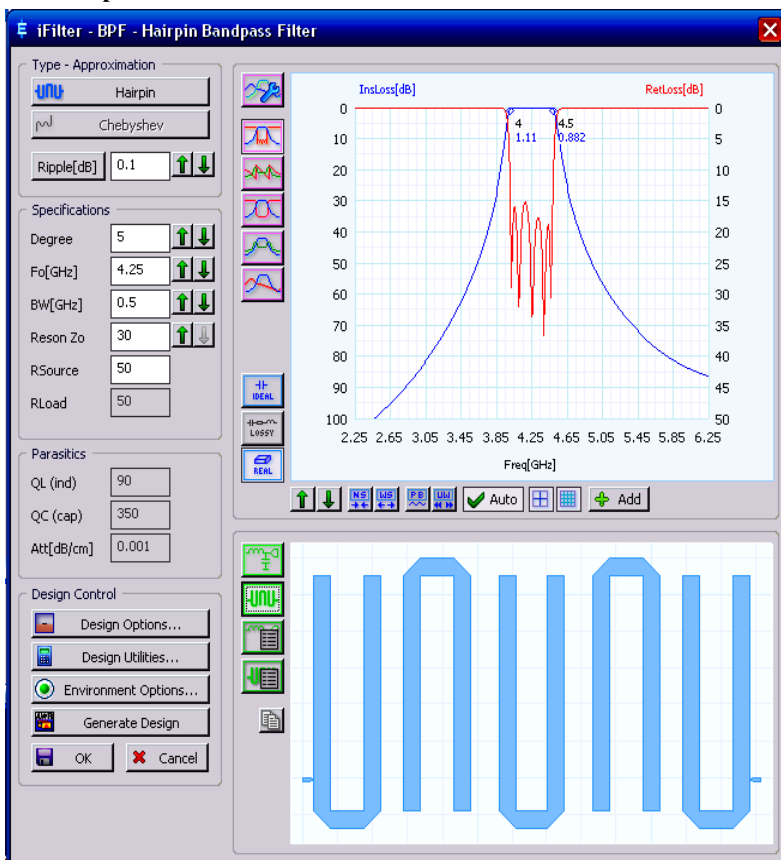 iFilter - BPF - Hairpin Bandpass Filter
Type - Approximation
Hairpin
Chebyshev
Ripple[dB] 0.1
Specifications
Degree 5
Fo[GHz] 4.25
BW[GHz] 0.5
Reson Zo 30
RSource 50
RLoad 50
Parasitics
QL (ind) 90
QC (cap) 350
Att[dB/cm] 0.001
Design Control
Design Options...
Design Utilities...
Environment Options...
Generate Design
OK Cancel
IDEAL
LOSSY
REAL
InsLoss[dB] RetLoss[dB]
0 0
4 4.5
1.11 0.882
10 5
20 10
30 15
40 20
50 25
60 30
70 35
80 40
90 45
100 50
2.25 2.65 3.05 3.45 3.85 4.25 4.65 5.05 5.45 5.85 6.25
Freq[GHz]
NS WS PB UW Auto Add